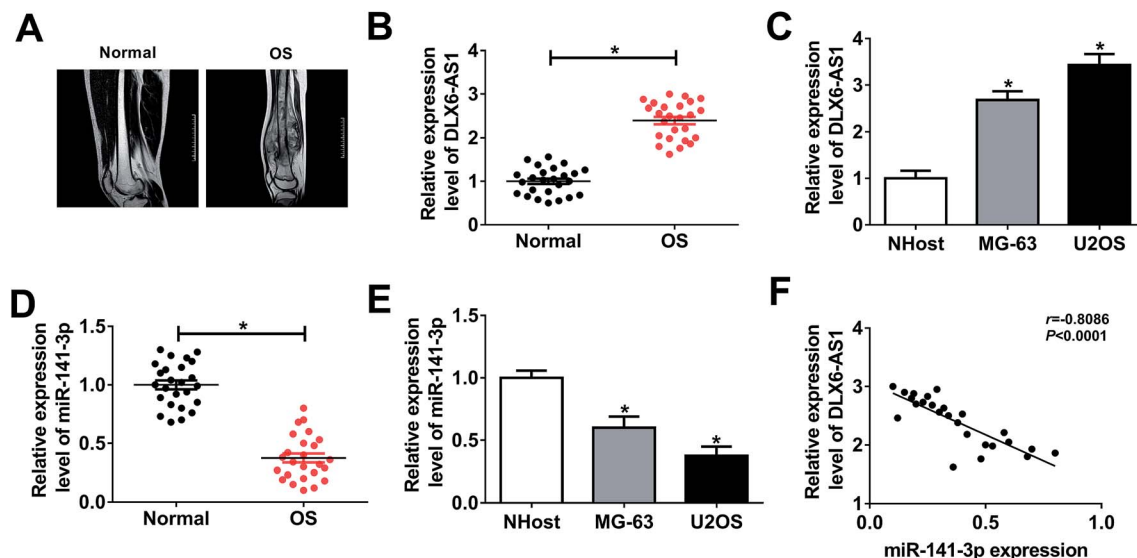 A
Normal
OS
B
Relative expression
level of DLX6-AS1
4
3
2
1
0
*
Normal
OS
C
Relative expression
level of DLX6-AS1
4
3
2
1
0
*
*
NHost
MG-63
U2OS
D
Relative expression
level of miR-141-3p
1.5
1.0
0.5
0.0
*
Normal
OS
E
Relative expression
level of miR-141-3p
1.5
1.0
0.5
0.0
*
*
NHost
MG-63
U2OS
F
Relative expression
level of DLX6-AS1
4
3
2
1
r=-0.8086
P<0.0001
0.0
0.5
1.0
miR-141-3p expression